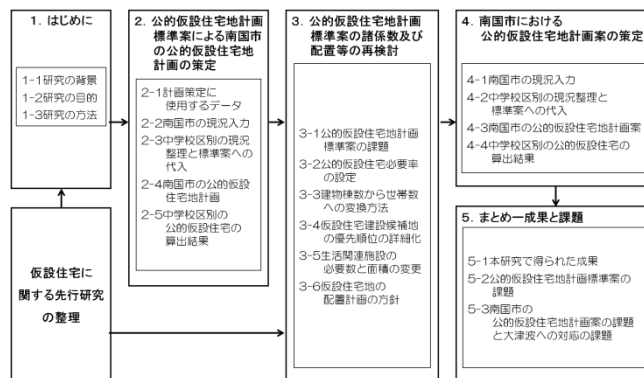 1. はじめに
1-1研究の背景
1-2研究の目的
1-3研究の方法
仮設住宅に
関する先行研究
の整理
2. 公的仮設住宅地計画
標準案による南国市
の公的仮設住宅地
計画の策定
2-1計画策定に
使用するデータ
2-2南国市の現況入力
2-3中学校区別の現況
整理と標準案への
代入
2-4南国市の公的仮設
住宅地計画
2-5中学校区別の
公的仮設住宅の
算出結果
3. 公的仮設住宅地計画
標準案の諸係数及び
配置等の再検討
3-1公的仮設住宅地計画
標準案の課題
3-2公的仮設住宅必要率
の設定
3-3建物棟数から世帯数
への変換方法
3-4仮設住宅建設候補地
の優先順位の詳細化
3-5生活関連施設の
必要数と面積の変更
3-6仮設住宅地の
配置計画の方針
4. 南国市における
公的仮設住宅地計画案の策定
4-1南国市の現況入力
4-2中学校区別の現況整理と
標準案への代入
4-3南国市の公的仮設住宅地計画案
4-4中学校区別の公的仮設住宅の
算出結果
5. まとめー成果と課題
5-1本研究で得られた成果
5-2公的仮設住宅地計画標準案の
課題
5-3南国市の
公的仮設住宅地計画案の課題
と大津波への対応の課題